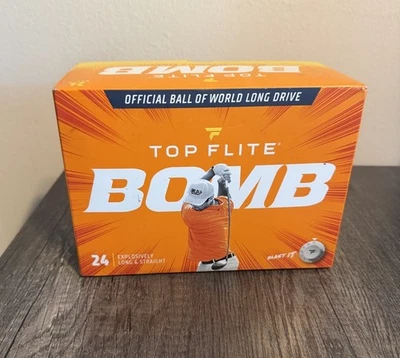 TOP FLITE
BOMB
OFFICIAL BALL OF WORLD LONG DRIVE
TOP FLITE
BOMB
24 EXPLOSIVELY
LONG & STRAIGHT
BLAST IT